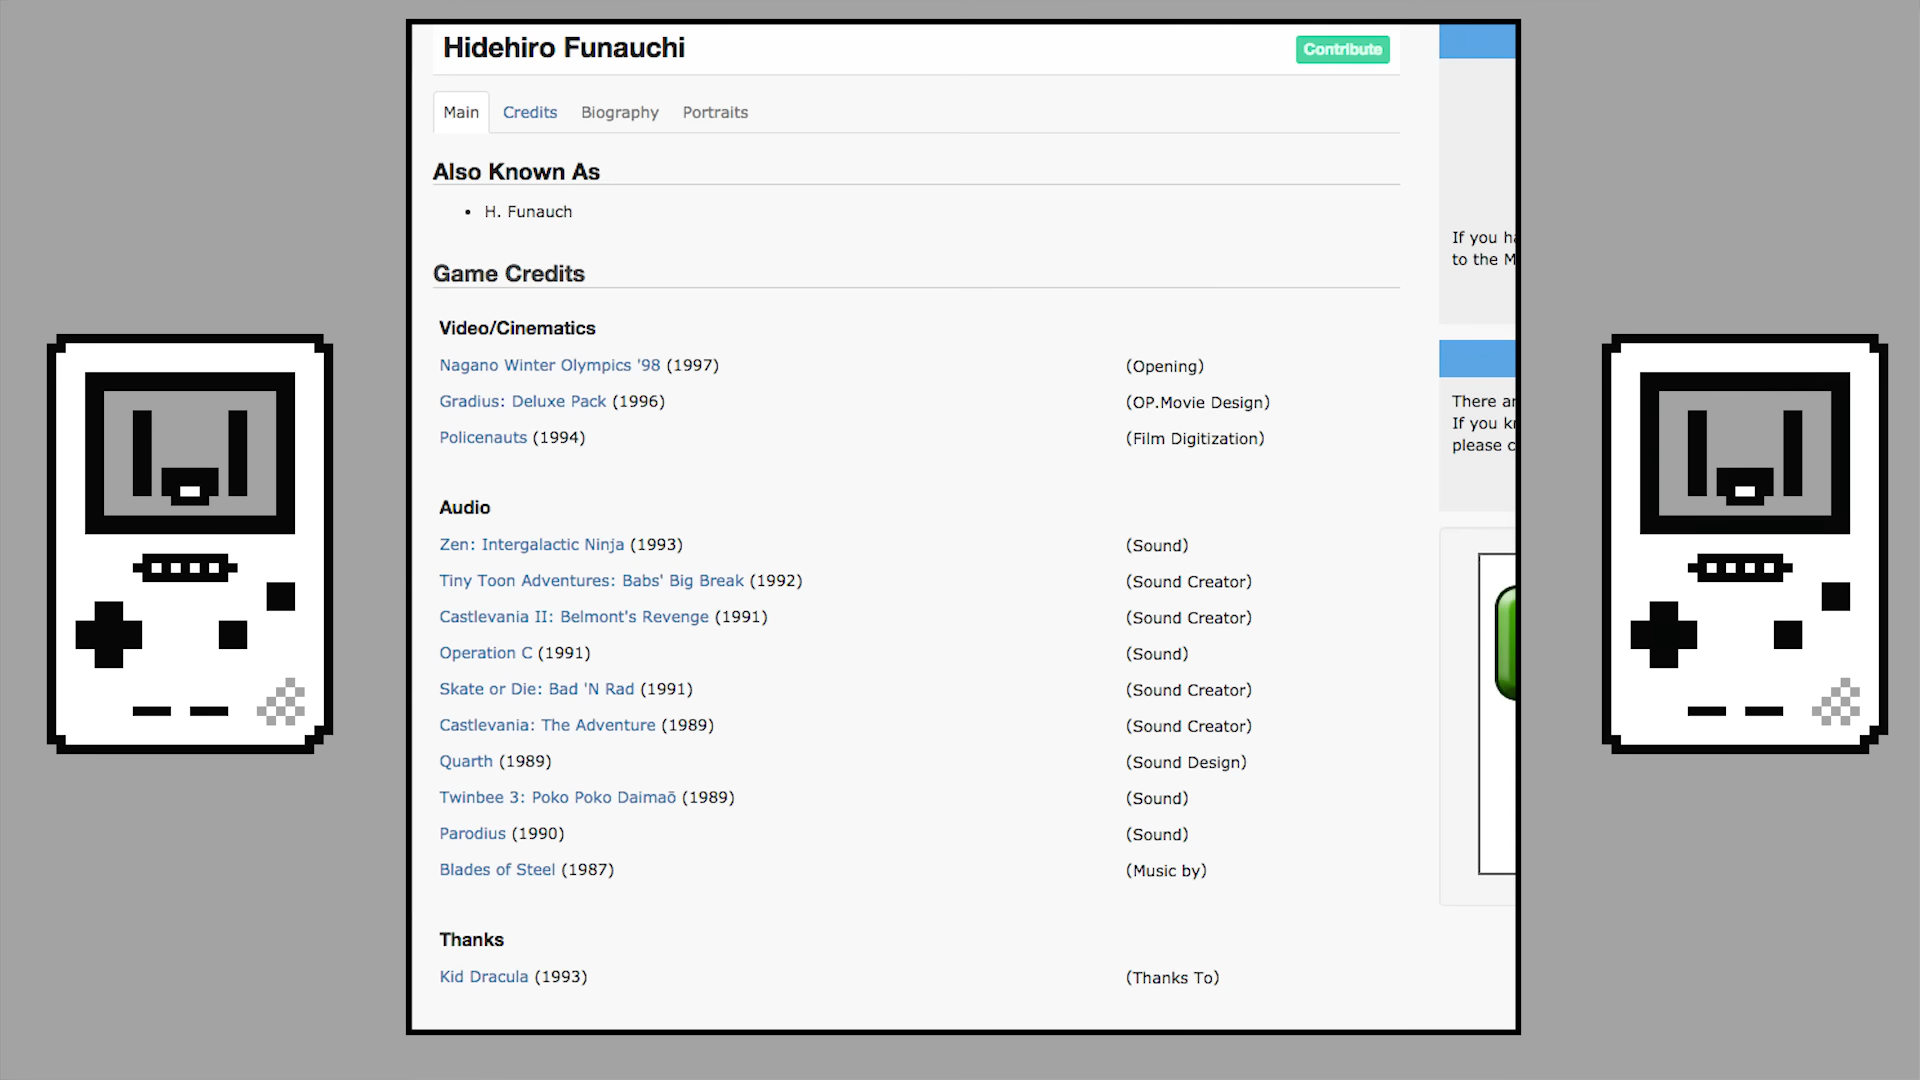 Hidehiro Funauchi
Contribute
Main Credits Biography Portraits
Also Known As
• H. Funauch
Game Credits
Video/Cinematics
Nagano Winter Olympics '98 (1997) (Opening)
Gradius: Deluxe Pack (1996) (OP.Movie Design)
Policenauts (1994) (Film Digitization)
Audio
Zen: Intergalactic Ninja (1993) (Sound)
Tiny Toon Adventures: Babs' Big Break (1992) (Sound Creator)
Castlevania II: Belmont's Revenge (1991) (Sound Creator)
Operation C (1991) (Sound)
Skate or Die: Bad 'N Rad (1991) (Sound Creator)
Castlevania: The Adventure (1989) (Sound Creator)
Quarth (1989) (Sound Design)
Twinbee 3: Poko Poko Daimaō (1989) (Sound)
Parodius (1990) (Sound)
Blades of Steel (1987) (Music by)
Thanks
Kid Dracula (1993) (Thanks To)
If you
to the
There
If you
please